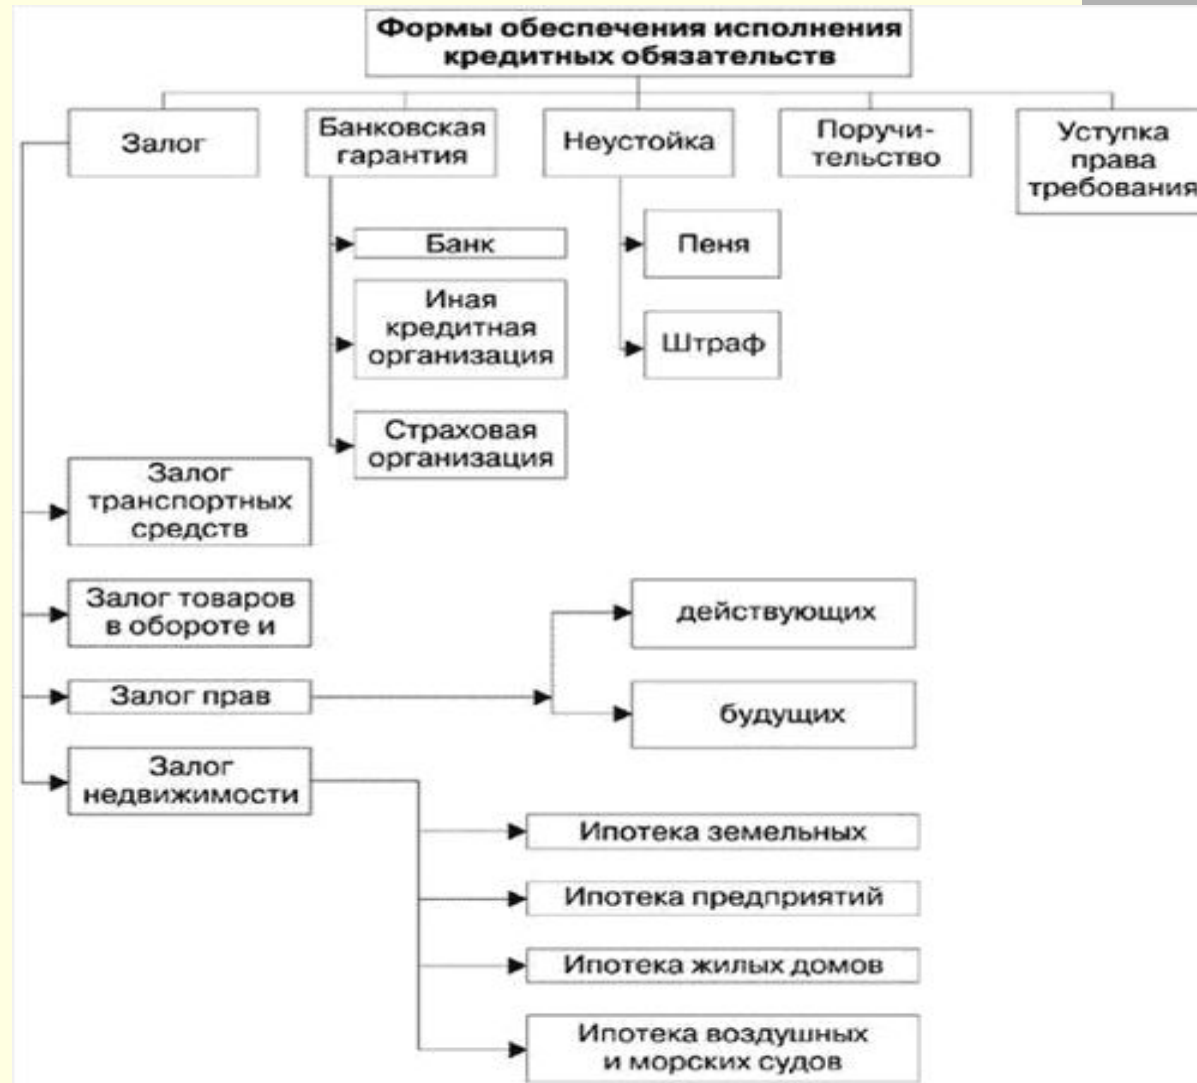 Формы обеспечения исполнения
кредитных обязательств
Залог
Банковская
гарантия
Неустойка
Поручи-
тельство
Уступка
права
требования
Банк
Иная
кредитная
организация
Страховая
организация
Пеня
Штраф
Залог
транспортных
средств
Залог товаров
в обороте и
Залог прав
действующих
будущих
Залог
недвижимости
Ипотека земельных
Ипотека предприятий
Ипотека жилых домов
Ипотека воздушных
и морских судов